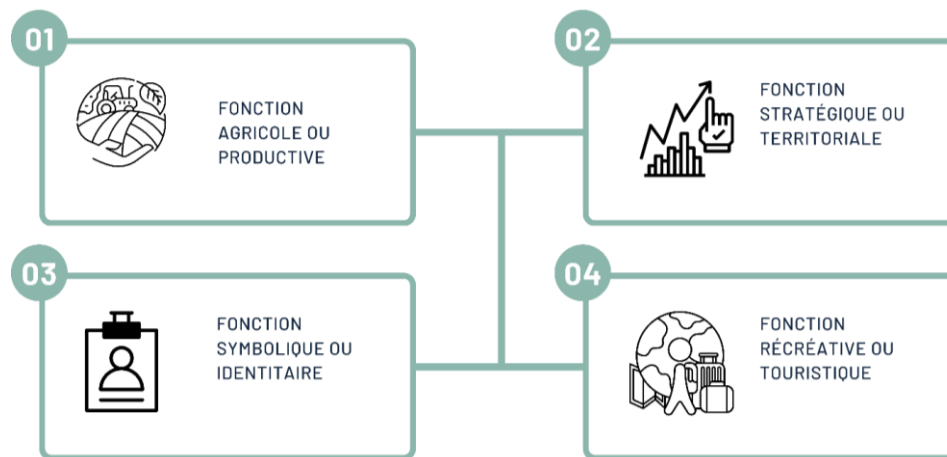 01
FONCTION
AGRICOLE OU
PRODUCTIVE
02
FONCTION
STRATÉGIQUE OU
TERRITORIALE
03
FONCTION
SYMBOLIQUE OU
IDENTITAIRE
04
FONCTION
RÉCRÉATIVE OU
TOURISTIQUE